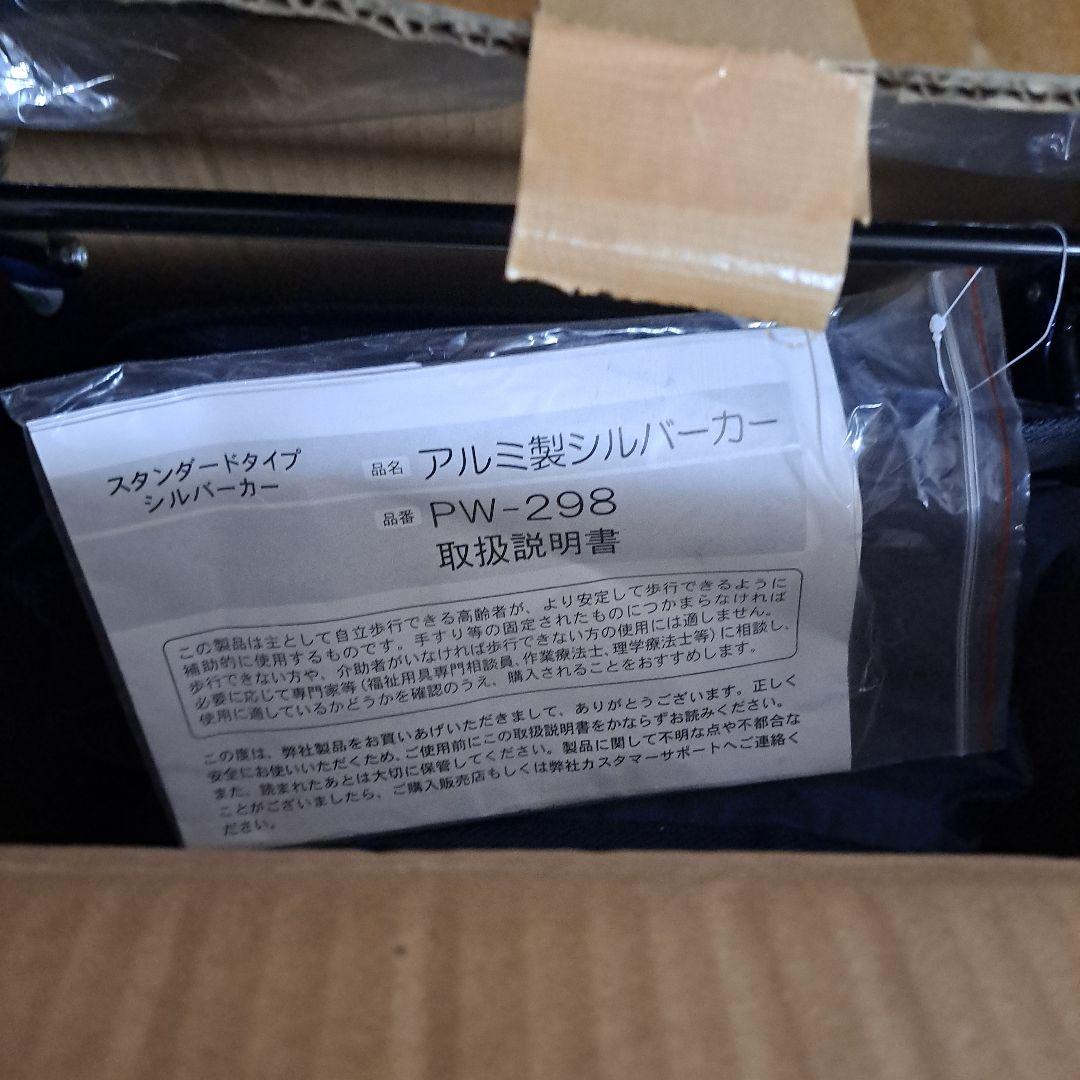 スタンダードタイプ
シルバーカー
品名 アルミ製シルバーカー
品番 PW-298
取扱説明書
この製品は主として自立歩行できる高齢者が、より安定して歩行できるように
補助的に使用するものです。手すり等の固定されたものにつかまらなければ
歩行できない方や、介助者がいなければ歩行できない方の使用には適しません。
必要に応じて専門家等(福祉用具専門相談員、作業療法士、理学療法士等)に相談し、
使用に適しているかどうかを確認のうえ、購入されることをおすすめします。
この度は、弊社製品をお買いあげいただきまして、ありがとうございます。正しく
安全にお使いいただくため、ご使用前にこの取扱説明書をかならずお読みください。
また、読まれたあとは大切に保管してください。製品に関して不明な点や不都合な
ことがございましたら、ご購入販売店もしくは弊社カスタマーサポートへご連絡く
ださい。